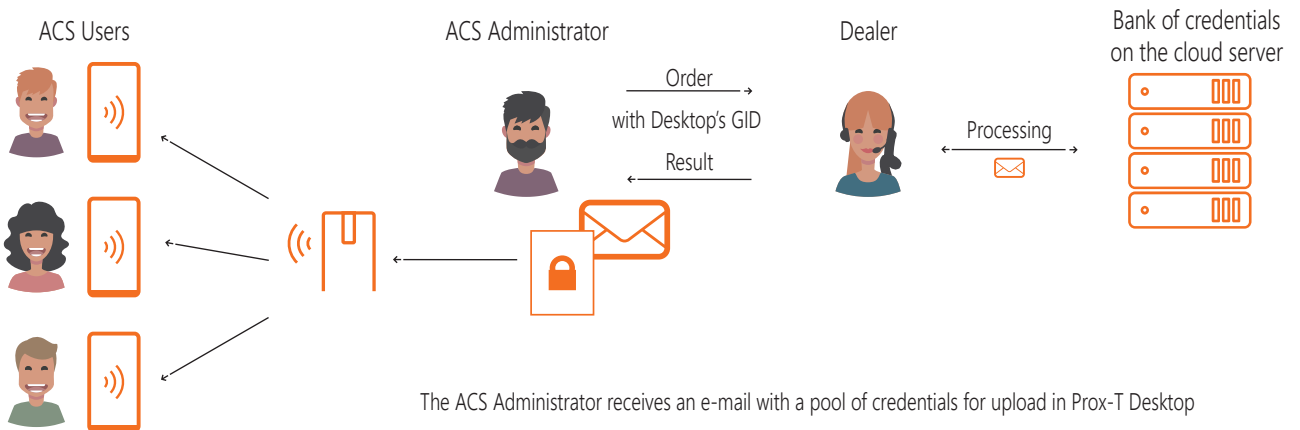 ACS Users
ACS Administrator
Dealer
Bank of credentials
on the cloud server
Order
with Desktop's GID
Result
Processing
The ACS Administrator receives an e-mail with a pool of credentials for upload in Prox-T Desktop